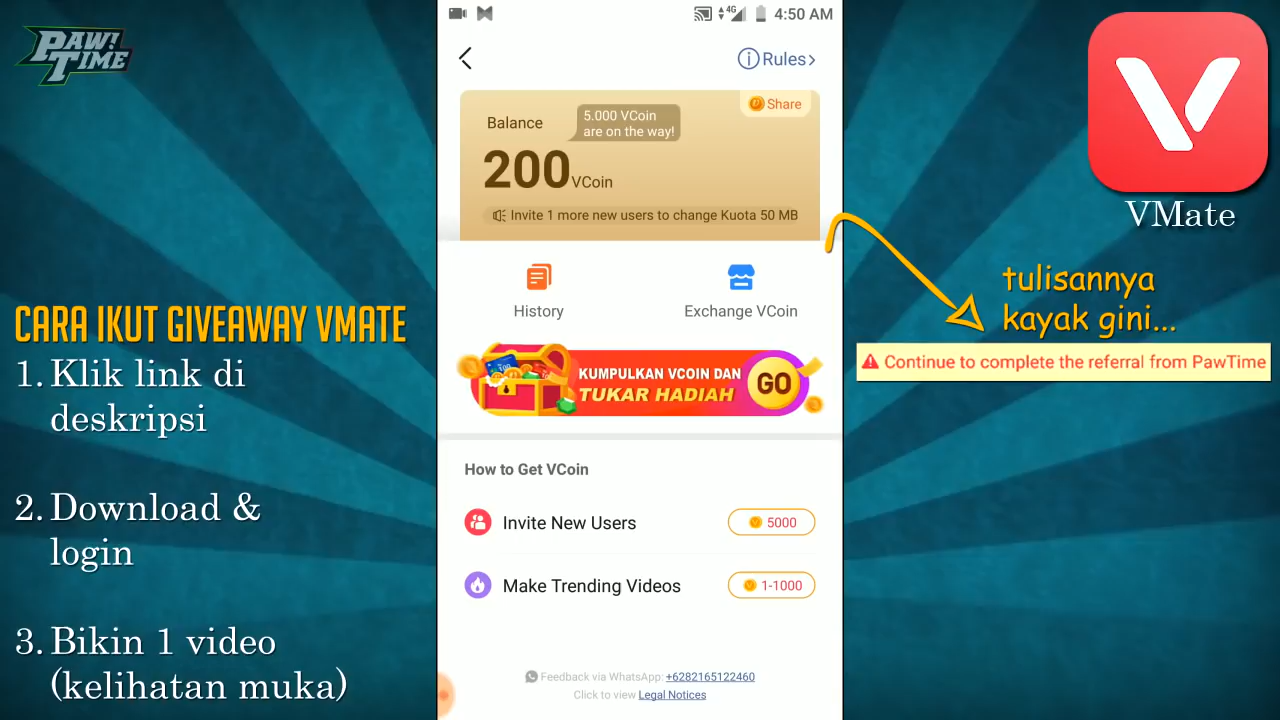 PAW!
TIME
CARA IKUT GIVEAWAY VMATE
1. Klik link di
deskripsi
2. Download &
login
3. Bikin 1 video
(kelihatan muka)
4G
4:50 AM
Rules
Share
Balance
5.000 VCoin
are on the way!
200 VCoin
Invite 1 more new users to change Kuota 50 MB
History
Exchange VCoin
KUMPULKAN VCOIN DAN
TUKAR HADIAH
GO
How to Get VCoin
Invite New Users
5000
Make Trending Videos
1-1000
Feedback via WhatsApp: +6282165122460
Click to view Legal Notices
VMate
tulisannya
kayak gini...
Continue to complete the referral from PawTime